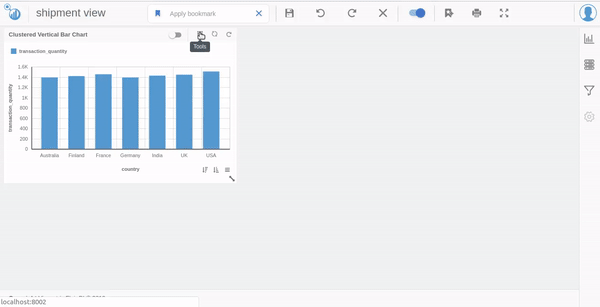 shipment view
Apply bookmark
Clustered Vertical Bar Chart
Tools
transaction_quantity
transaction_quantity
1.6K
1.4K
1.2K
1K
800
600
400
200
0
Australia Finland France Germany India UK USA
country
localhost:8002